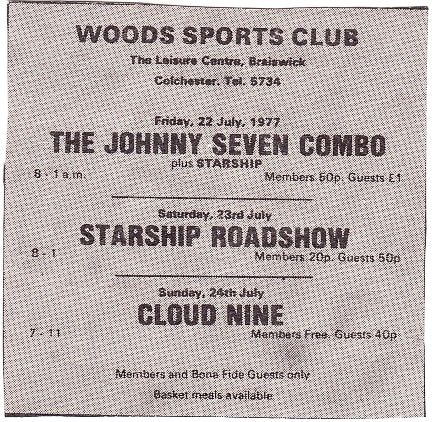 WOODS SPORTS CLUB
The Leisure Centre, Braiswick
Colchester. Tel. 5734
Friday, 22 July, 1977
THE JOHNNY SEVEN COMBO
plus STARSHIP
8 - 1 a.m. Members 50p. Guests £1
Saturday, 23rd July
STARSHIP ROADSHOW
8 - 1 Members 20p. Guests 50p
Sunday, 24th July
CLOUD NINE
7 - 11 Members Free. Guests 40p
Members and Bona Fide Guests only
Basket meals available